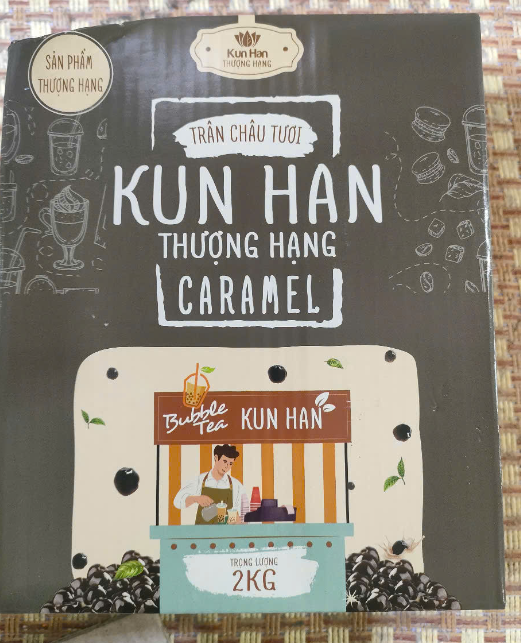 Kun Han
THƯỢNG HẠNG
SẢN PHẨM
THƯỢNG HẠNG
TRÂN CHÂU TƯƠI
KUN HAN
THƯỢNG HẠNG
CARAMEL
Bubble
Tea
KUN HAN
TRỌNG LƯỢNG
2KG